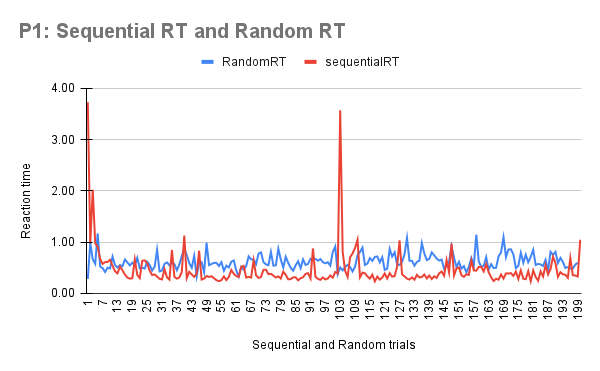 P1: Sequential RT and Random RT
RandomRT sequentialRT
4.00
3.00
2.00
1.00
0.00
Reaction time
1 7 13 19 25 31 37 43 49 55 61 67 73 79 85 91 97 103 109 115 121 127 133 139 145 151 157 163 169 175 181 187 193 199
Sequential and Random trials